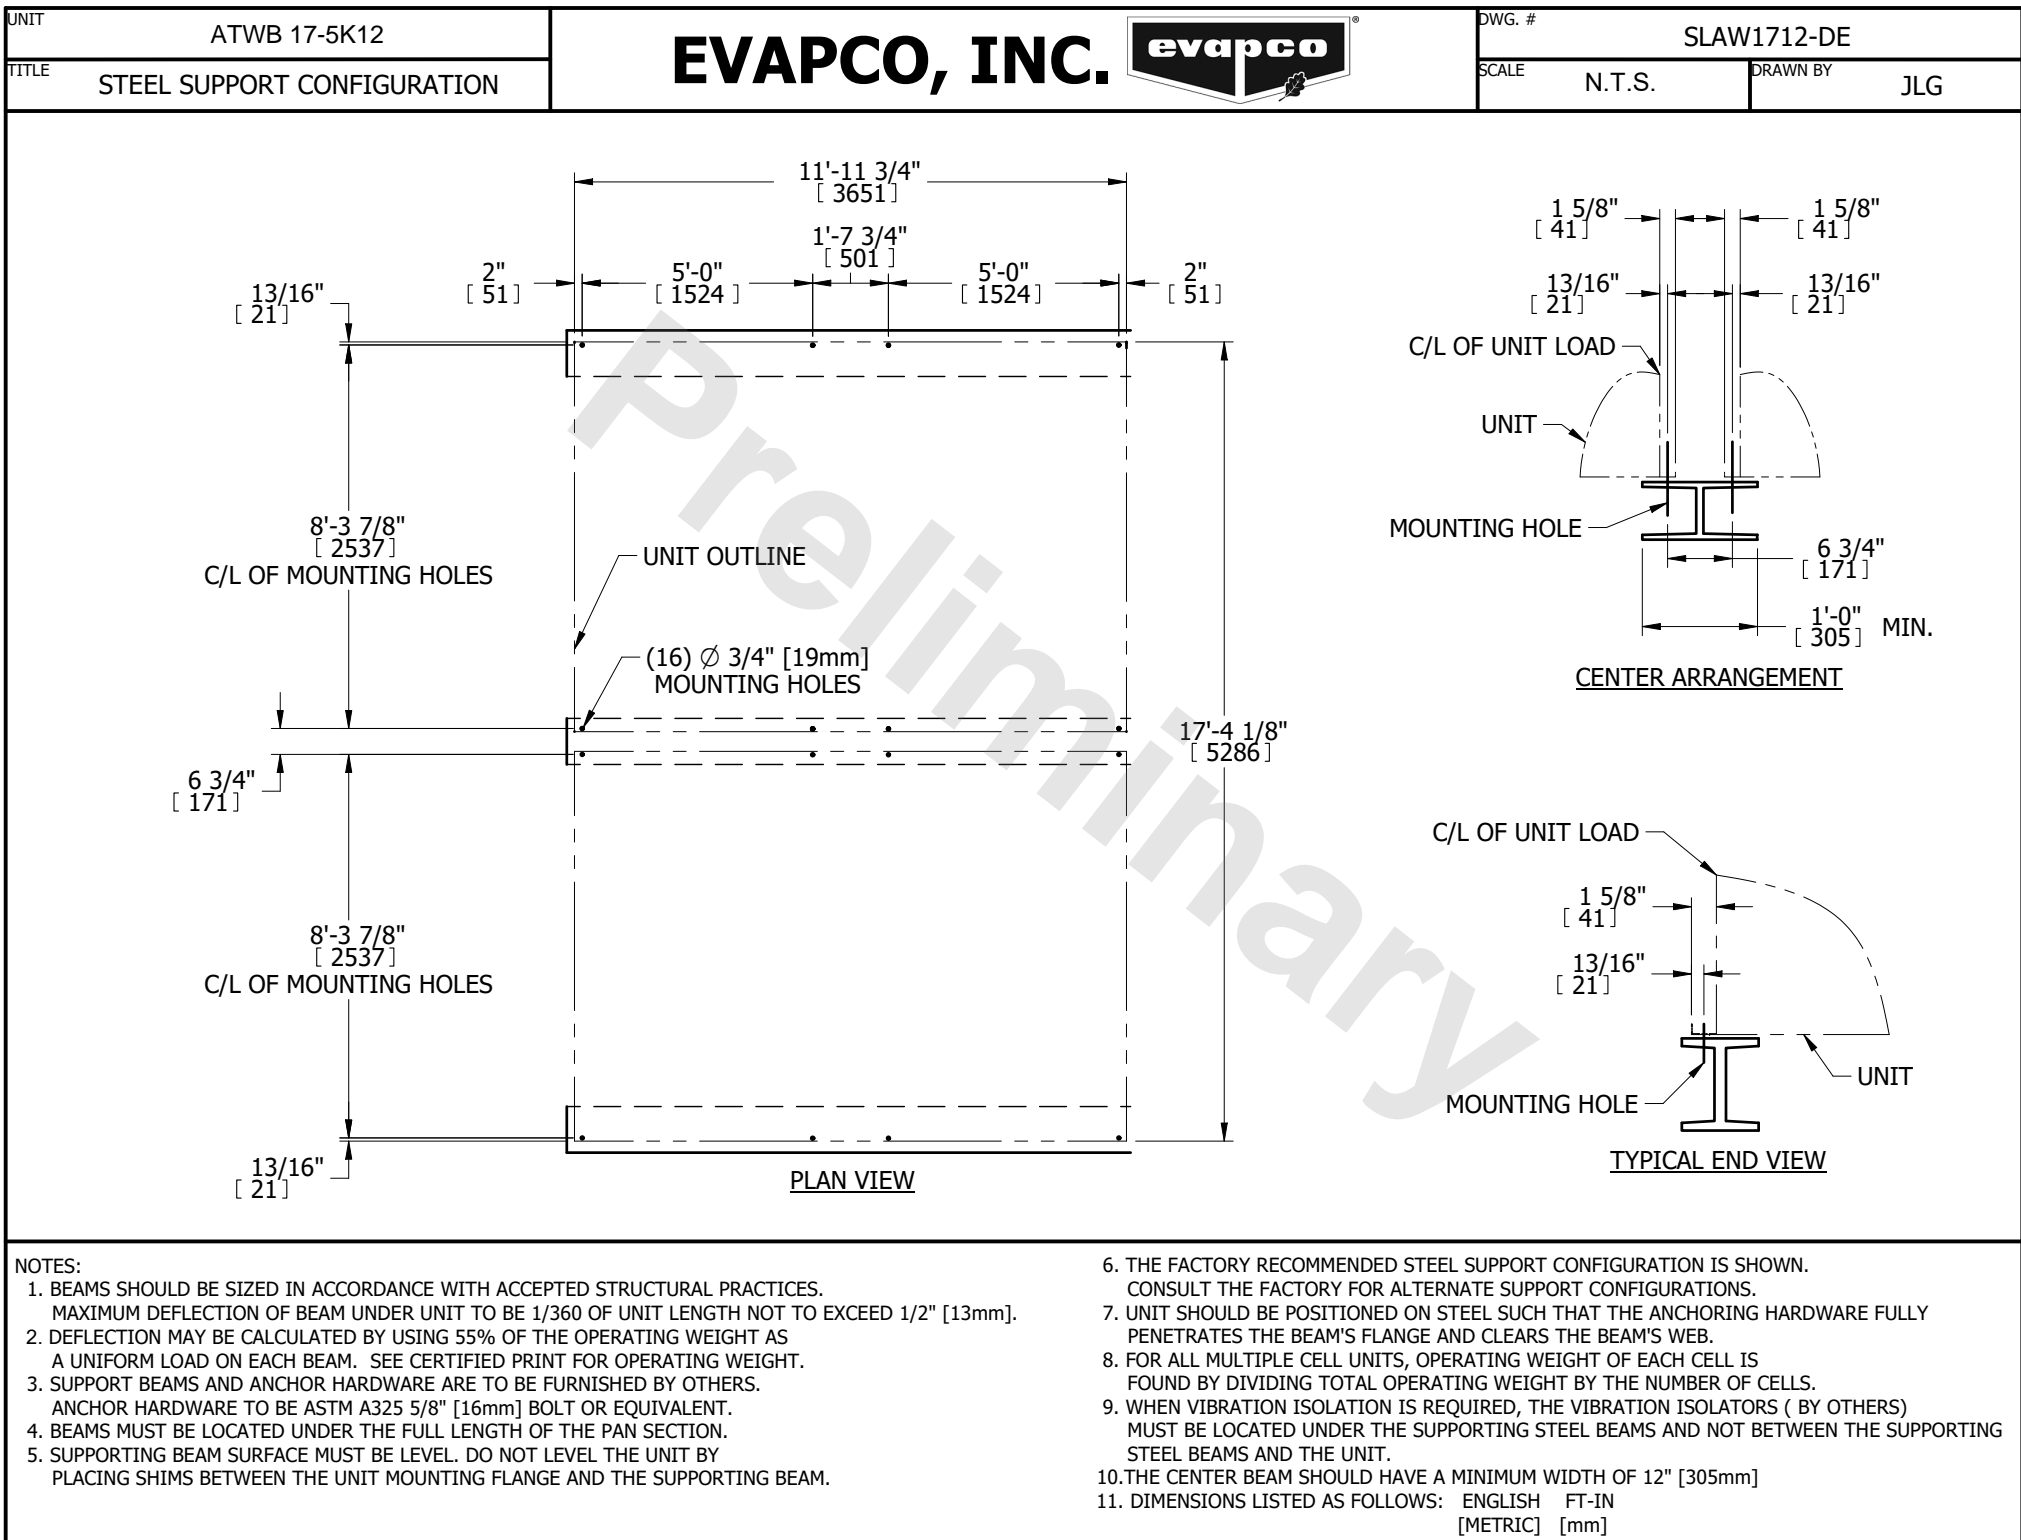 UNIT
ATWB 17-5K12
TITLE
STEEL SUPPORT CONFIGURATION
EVAPCO, INC.
evapco
®
DWG. #
SLAW1712-DE
SCALE
N.T.S.
DRAWN BY
JLG
11'-11 3/4"
[ 3651 ]
1'-7 3/4"
[ 501 ]
2"
[ 51 ]
5'-0"
[ 1524 ]
5'-0"
[ 1524 ]
2"
[ 51 ]
13/16"
[ 21 ]
8'-3 7/8"
[ 2537 ]
C/L OF MOUNTING HOLES
UNIT OUTLINE
(16) Ø 3/4" [19mm]
MOUNTING HOLES
6 3/4"
[ 171 ]
17'-4 1/8"
[ 5286 ]
8'-3 7/8"
[ 2537 ]
C/L OF MOUNTING HOLES
13/16"
[ 21 ]
PLAN VIEW
Preliminary
1 5/8"
[ 41 ]
1 5/8"
[ 41 ]
13/16"
[ 21 ]
13/16"
[ 21 ]
C/L OF UNIT LOAD
UNIT
MOUNTING HOLE
6 3/4"
[ 171 ]
1'-0"
[ 305 ] MIN.
CENTER ARRANGEMENT
C/L OF UNIT LOAD
1 5/8"
[ 41 ]
13/16"
[ 21 ]
UNIT
MOUNTING HOLE
TYPICAL END VIEW
NOTES:
1. BEAMS SHOULD BE SIZED IN ACCORDANCE WITH ACCEPTED STRUCTURAL PRACTICES.
MAXIMUM DEFLECTION OF BEAM UNDER UNIT TO BE 1/360 OF UNIT LENGTH NOT TO EXCEED 1/2" [13mm].
2. DEFLECTION MAY BE CALCULATED BY USING 55% OF THE OPERATING WEIGHT AS
A UNIFORM LOAD ON EACH BEAM. SEE CERTIFIED PRINT FOR OPERATING WEIGHT.
3. SUPPORT BEAMS AND ANCHOR HARDWARE ARE TO BE FURNISHED BY OTHERS.
ANCHOR HARDWARE TO BE ASTM A325 5/8" [16mm] BOLT OR EQUIVALENT.
4. BEAMS MUST BE LOCATED UNDER THE FULL LENGTH OF THE PAN SECTION.
5. SUPPORTING BEAM SURFACE MUST BE LEVEL. DO NOT LEVEL THE UNIT BY
PLACING SHIMS BETWEEN THE UNIT MOUNTING FLANGE AND THE SUPPORTING BEAM.
6. THE FACTORY RECOMMENDED STEEL SUPPORT CONFIGURATION IS SHOWN.
CONSULT THE FACTORY FOR ALTERNATE SUPPORT CONFIGURATIONS.
7. UNIT SHOULD BE POSITIONED ON STEEL SUCH THAT THE ANCHORING HARDWARE FULLY
PENETRATES THE BEAM'S FLANGE AND CLEARS THE BEAM'S WEB.
8. FOR ALL MULTIPLE CELL UNITS, OPERATING WEIGHT OF EACH CELL IS
FOUND BY DIVIDING TOTAL OPERATING WEIGHT BY THE NUMBER OF CELLS.
9. WHEN VIBRATION ISOLATION IS REQUIRED, THE VIBRATION ISOLATORS ( BY OTHERS)
MUST BE LOCATED UNDER THE SUPPORTING STEEL BEAMS AND NOT BETWEEN THE SUPPORTING
STEEL BEAMS AND THE UNIT.
10.THE CENTER BEAM SHOULD HAVE A MINIMUM WIDTH OF 12" [305mm]
11. DIMENSIONS LISTED AS FOLLOWS: ENGLISH FT-IN
[METRIC] [mm]